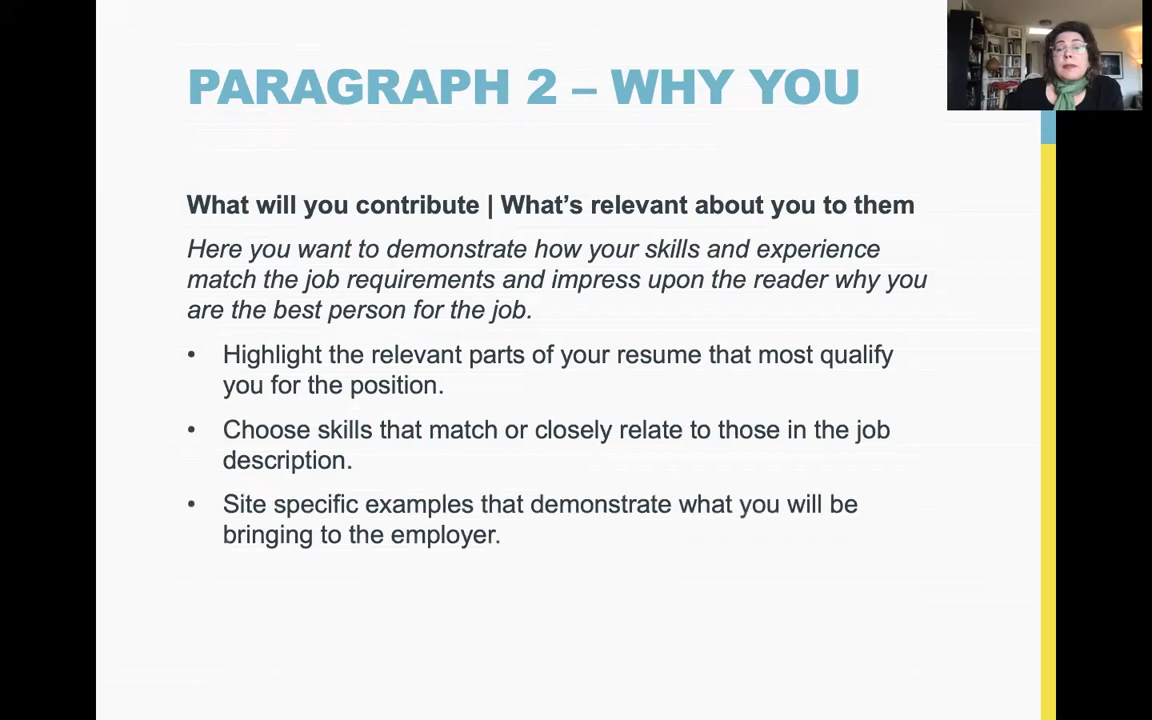 PARAGRAPH 2 – WHY YOU
What will you contribute | What’s relevant about you to them
Here you want to demonstrate how your skills and experience
match the job requirements and impress upon the reader why you
are the best person for the job.
• Highlight the relevant parts of your resume that most qualify
you for the position.
• Choose skills that match or closely relate to those in the job
description.
• Site specific examples that demonstrate what you will be
bringing to the employer.